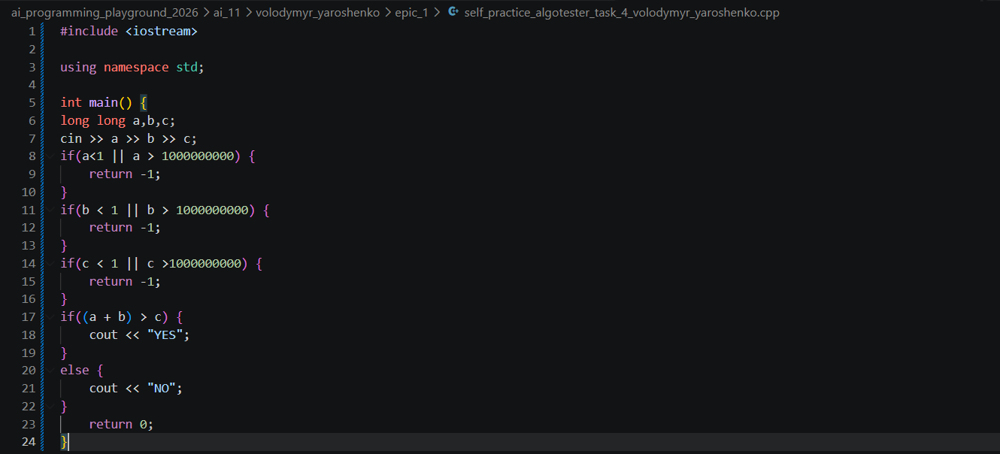 ai_programming_playground_2026 > ai_11 > volodymyr_yaroshenko > epic_1 > self_practice_algotester_task_4_volodymyr_yaroshenko.cpp
1 #include <iostream>
2
3 using namespace std;
4
5 int main() {
6 long long a,b,c;
7 cin >> a >> b >> c;
8 if(a<1 || a > 1000000000) {
9     return -1;
10 }
11 if(b < 1 || b > 1000000000) {
12     return -1;
13 }
14 if(c < 1 || c >1000000000) {
15     return -1;
16 }
17 if((a + b) > c) {
18     cout << "YES";
19 }
20 else {
21     cout << "NO";
22 }
23     return 0;
24 }